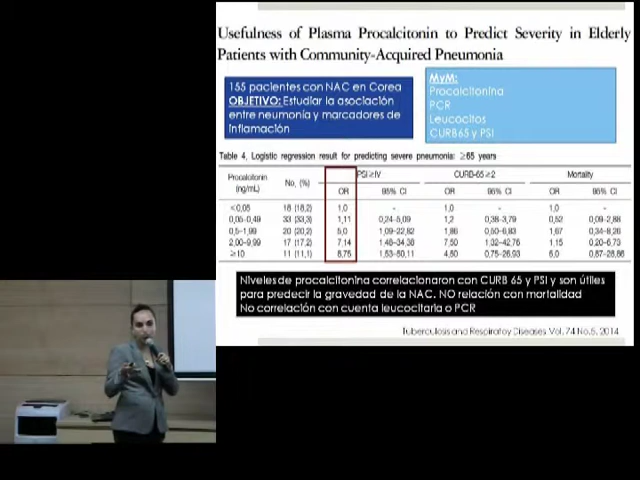 Usefulness of Plasma Procalcitonin to Predict Severity in Elderly
Patients with Community-Acquired Pneumonia
155 pacientes con NAC en Corea
OBJETIVO: Estudiar la asociación
entre neumonía y marcadores de
inflamación
MyM:
Procalcitonina
PCR
Leucocitos
CURB65 y PSI
Table 4. Logistic regression result for predicting severe pneumonia: ≥65 years
Procalcitonin (ng/mL) No. (%) PSI≥IV CURB-65≥2 Mortality
OR 95% CI OR 95% CI OR 95% CI
<0,05 18 (18,2) 1,0 - 1,0 - 1,0 -
0,05-0,49 33 (33,3) 1,11 0,24-5,09 1,2 0,38-3,79 0,52 0,09-2,88
0,5-1,99 20 (20,2) 5,0 1,09-22,82 1,86 0,50-6,83 1,67 0,34-8,26
2,00-9,99 17 (17,2) 7,14 1,48-34,38 7,50 1,32-42,76 1,15 0,20-6,73
≥10 11 (11,1) 8,75 1,53-50,11 4,50 0,75-26,93 5,0 0,87-28,86
Niveles de procalcitonina correlacionaron con CURB 65 y PSI y son útiles
para predecir la gravedad de la NAC. NO relación con mortalidad
No correlación con cuenta leucocitaria o PCR
Tuberculosis and Respiratory Diseases Vol. 74 No.5, 2014